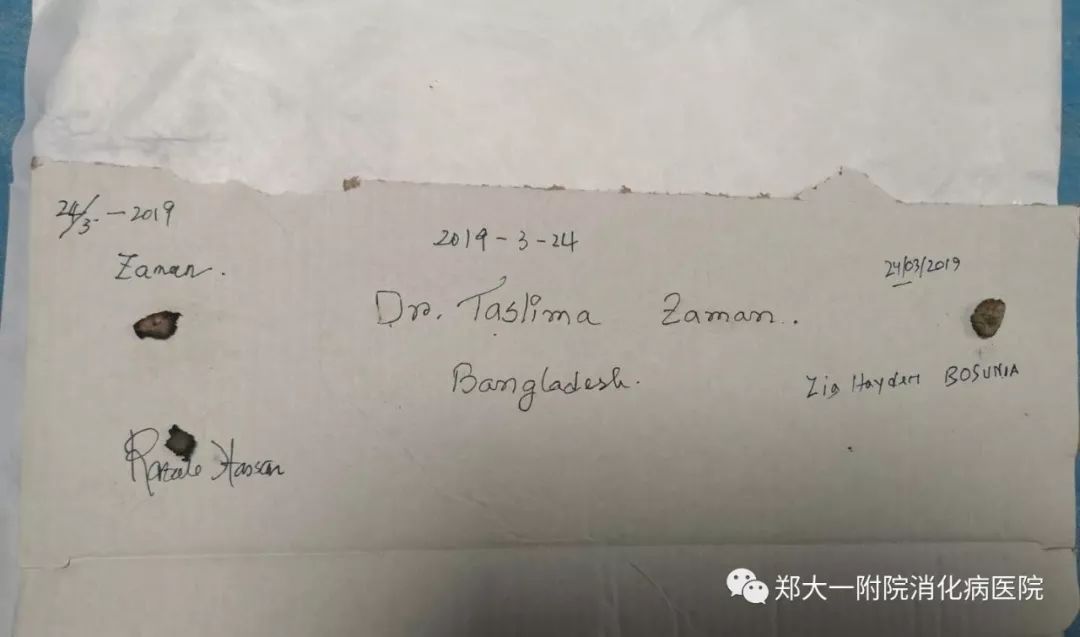 24/3 - 2019
Zaman.
2019 - 3 - 24
Dr. Taslima Zaman.
Bangladesh.
24/03/2019
Zia Hayder BOSUNIA
Hassan
郑大一附院消化病医院